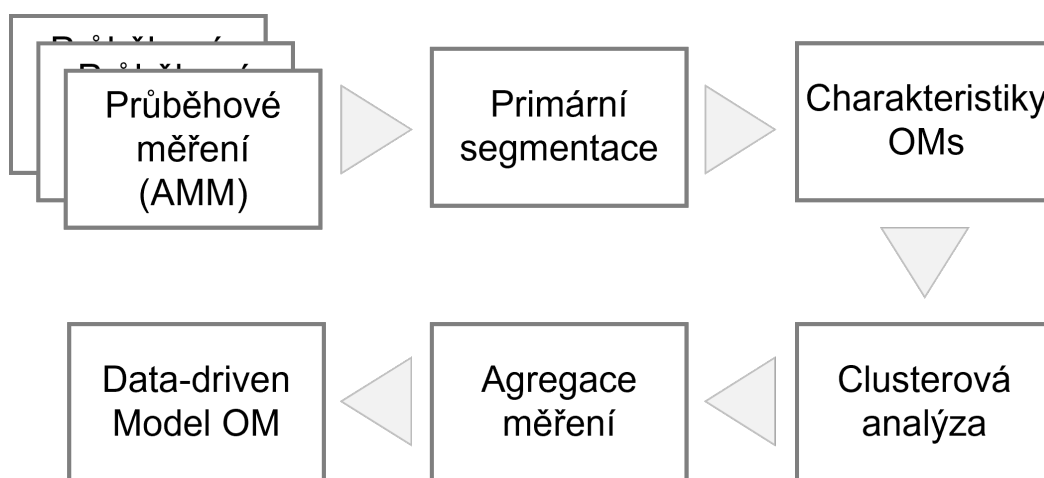 Průběhové
měření
(AMM)
Primární
segmentace
Charakteristiky
OMs
Data-driven
Model OM
Agregace
měření
Clusterová
analýza